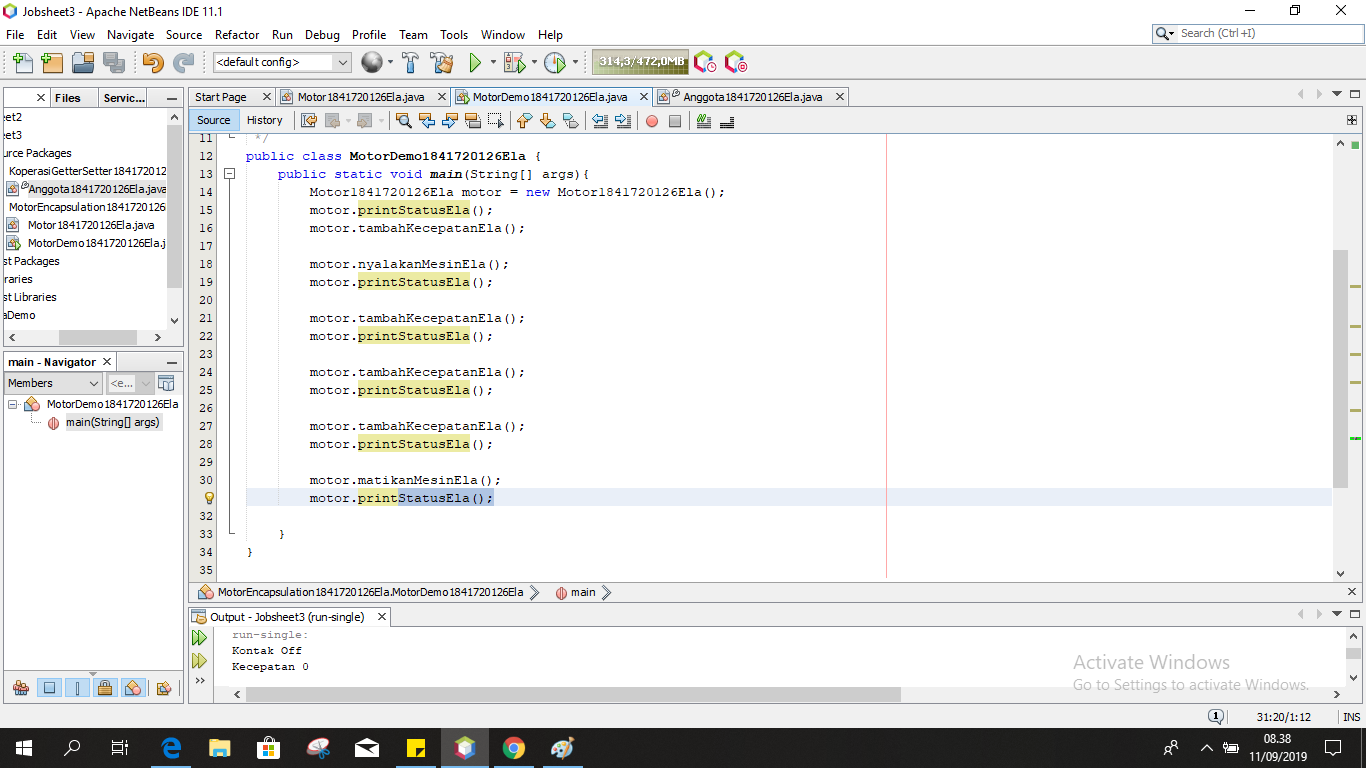 Jobsheet3 - Apache NetBeans IDE 11.1
File Edit View Navigate Source Refactor Run Debug Profile Team Tools Window Help
Search (Ctrl+I)
<default config>
314,3/472,0MB
Files Servic...
Start Page Motor1841720126Ela.java MotorDemo1841720126Ela.java Anggota1841720126Ela.java
Source History
eet2
eet3
urce Packages
KoperasiGetterSetter18417201
Anggota1841720126Ela.java
MotorEncapsulation1841720126
Motor1841720126Ela.java
MotorDemo1841720126Ela.j
st Packages
raries
st Libraries
aDemo
main - Navigator
Members <e...
MotorDemo1841720126Ela
main(String[] args)
11 */
12 public class MotorDemo1841720126Ela {
13 public static void main(String[] args){
14 Motor1841720126Ela motor = new Motor1841720126Ela();
15 motor.printStatusEla();
16 motor.tambahKecepatanEla();
17
18 motor.nyalakanMesinEla();
19 motor.printStatusEla();
20
21 motor.tambahKecepatanEla();
22 motor.printStatusEla();
23
24 motor.tambahKecepatanEla();
25 motor.printStatusEla();
26
27 motor.tambahKecepatanEla();
28 motor.printStatusEla();
29
30 motor.matikanMesinEla();
motor.printStatusEla();
32
33 }
34 }
35
MotorEncapsulation1841720126Ela.MotorDemo1841720126Ela main
Output - Jobsheet3 (run-single)
run-single:
Kontak Off
Kecepatan 0
Activate Windows
Go to Settings to activate Windows.
1 31:20/1:12 INS
08.38
11/09/2019